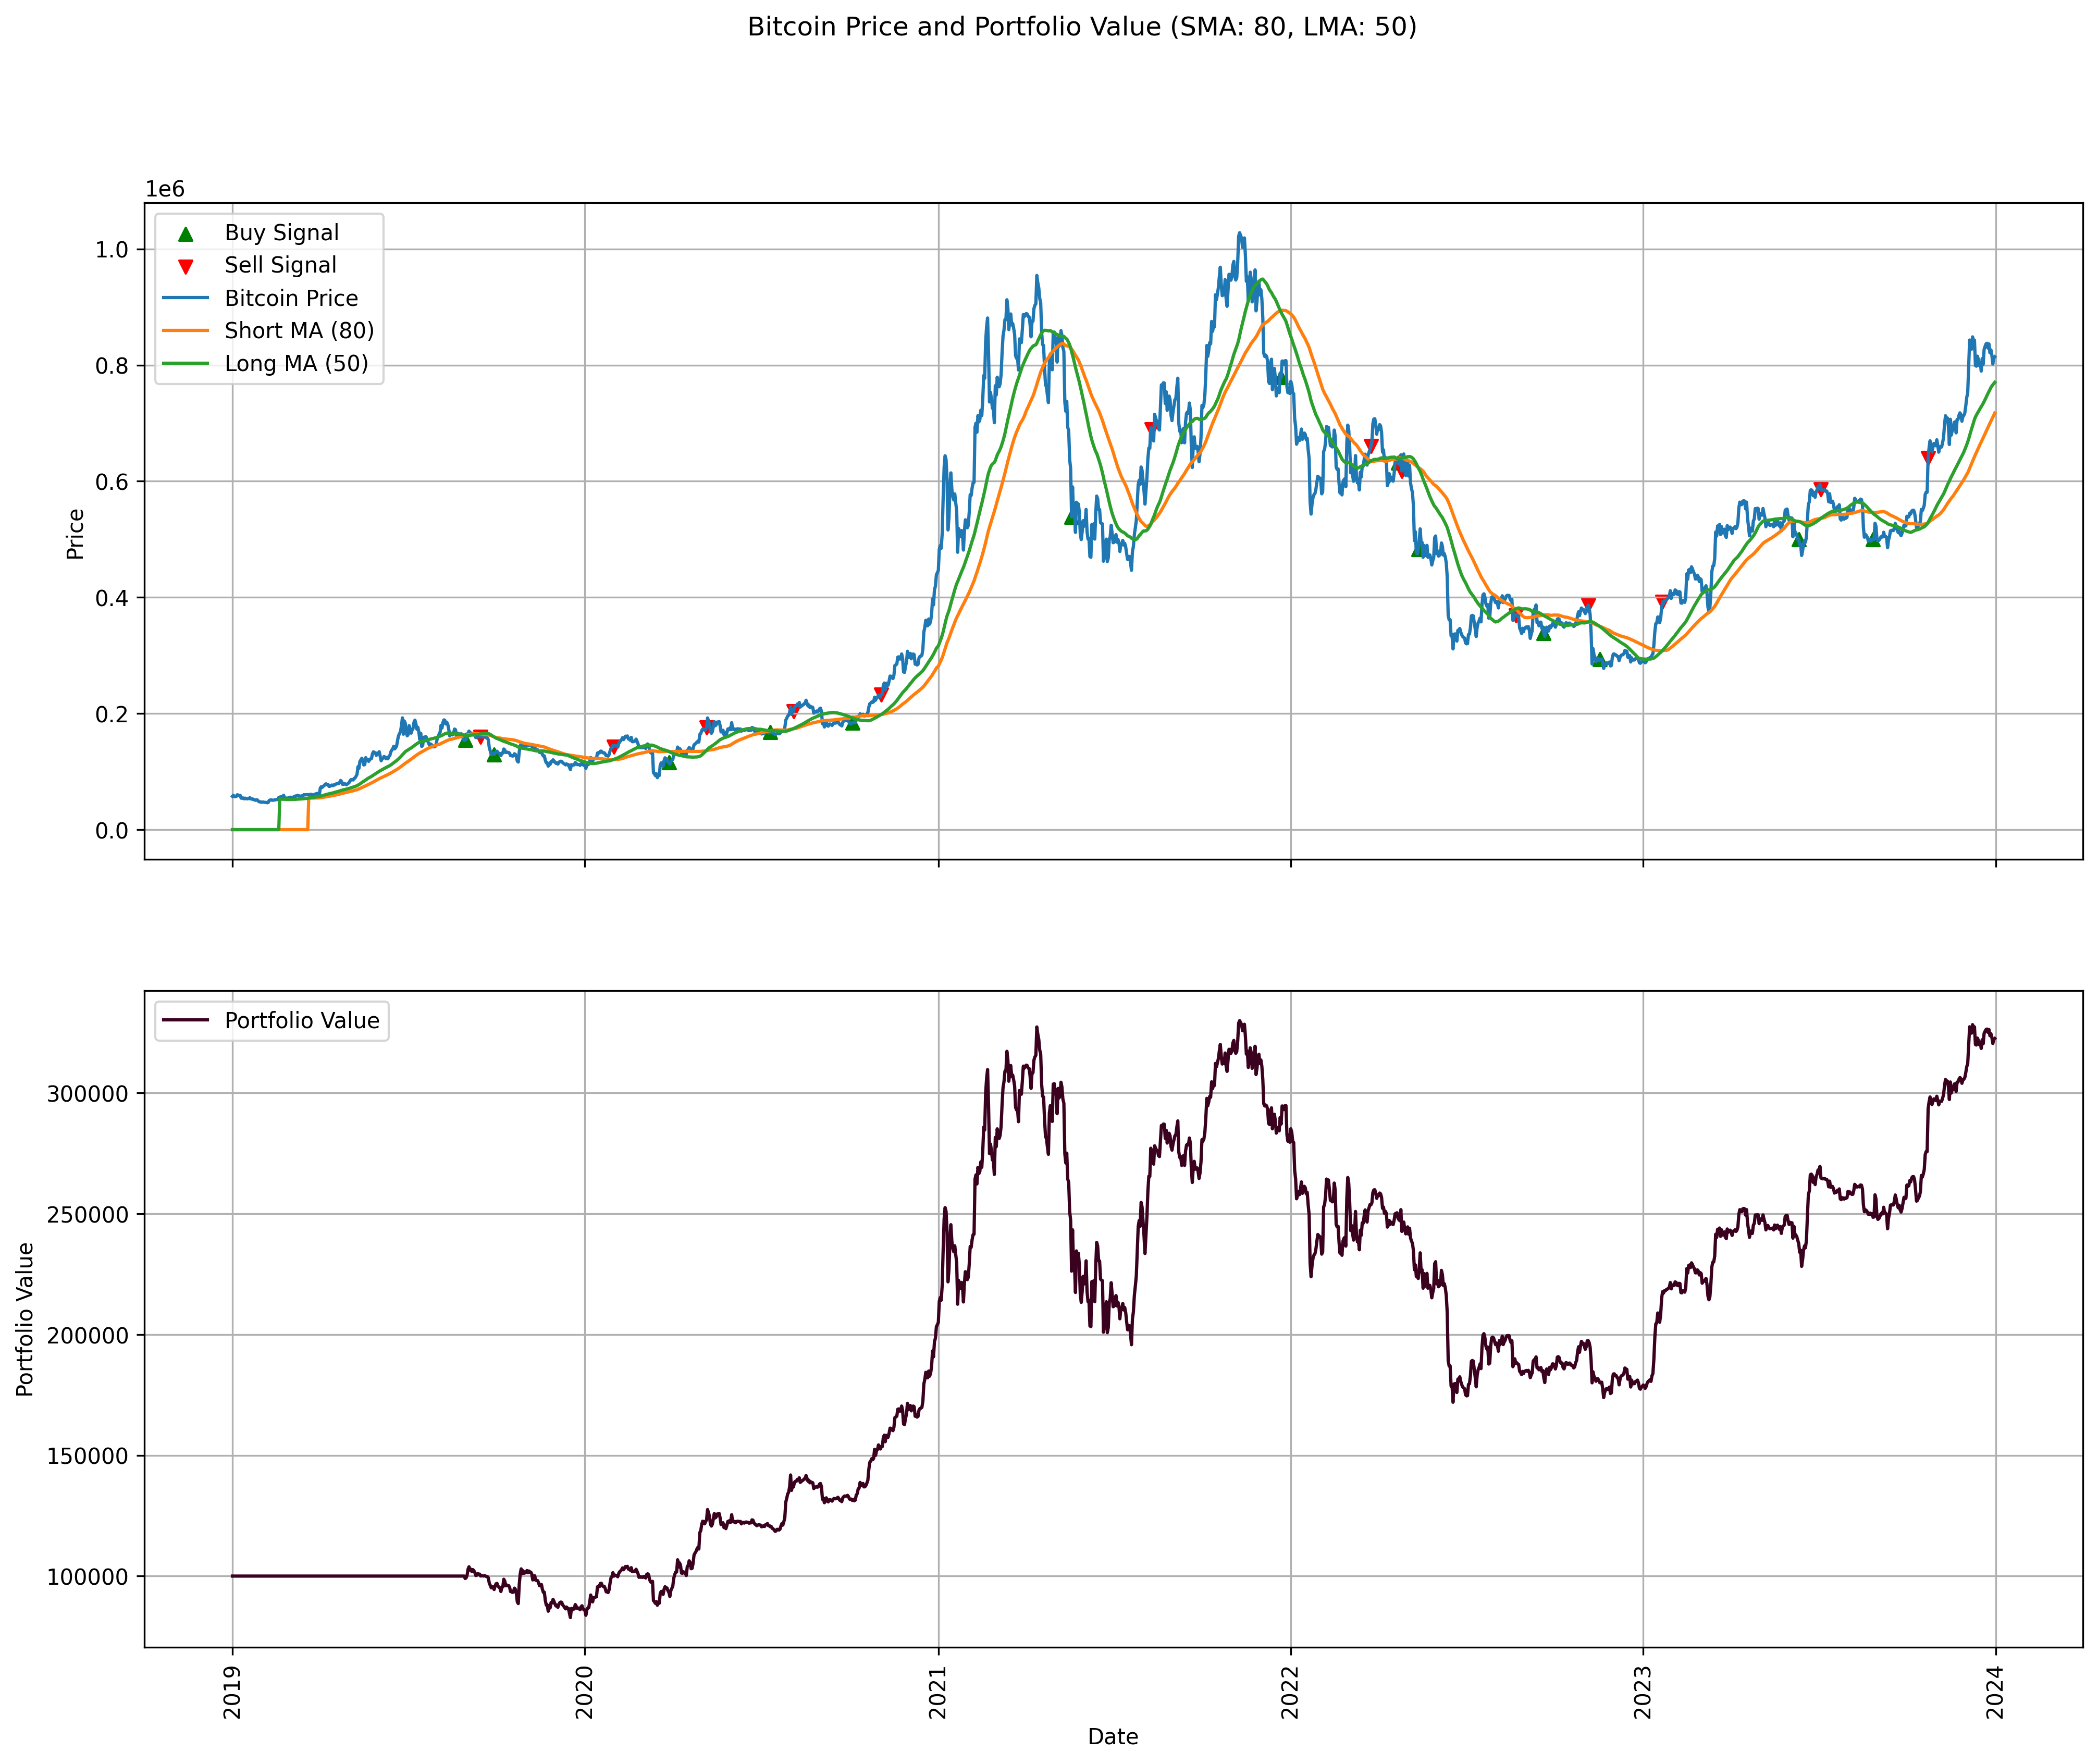 Bitcoin Price and Portfolio Value (SMA: 80, LMA: 50)
1e6
Buy Signal
Sell Signal
Bitcoin Price
Short MA (80)
Long MA (50)
1.0
0.8
0.6
0.4
0.2
0.0
Price
Portfolio Value
300000
250000
200000
150000
100000
Portfolio Value
2019
2020
2021
2022
2023
2024
Date